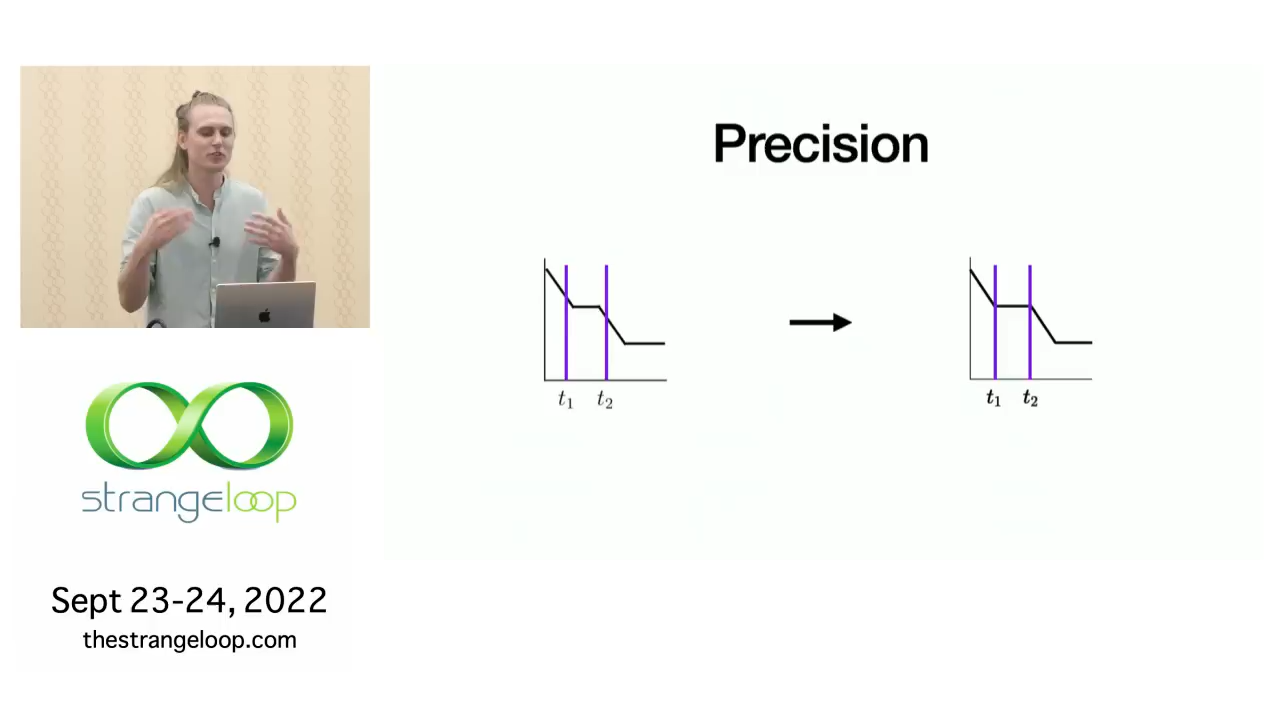 Precision
t1 t2
t1 t2
strangeloop
Sept 23-24, 2022
thestrangeloop.com